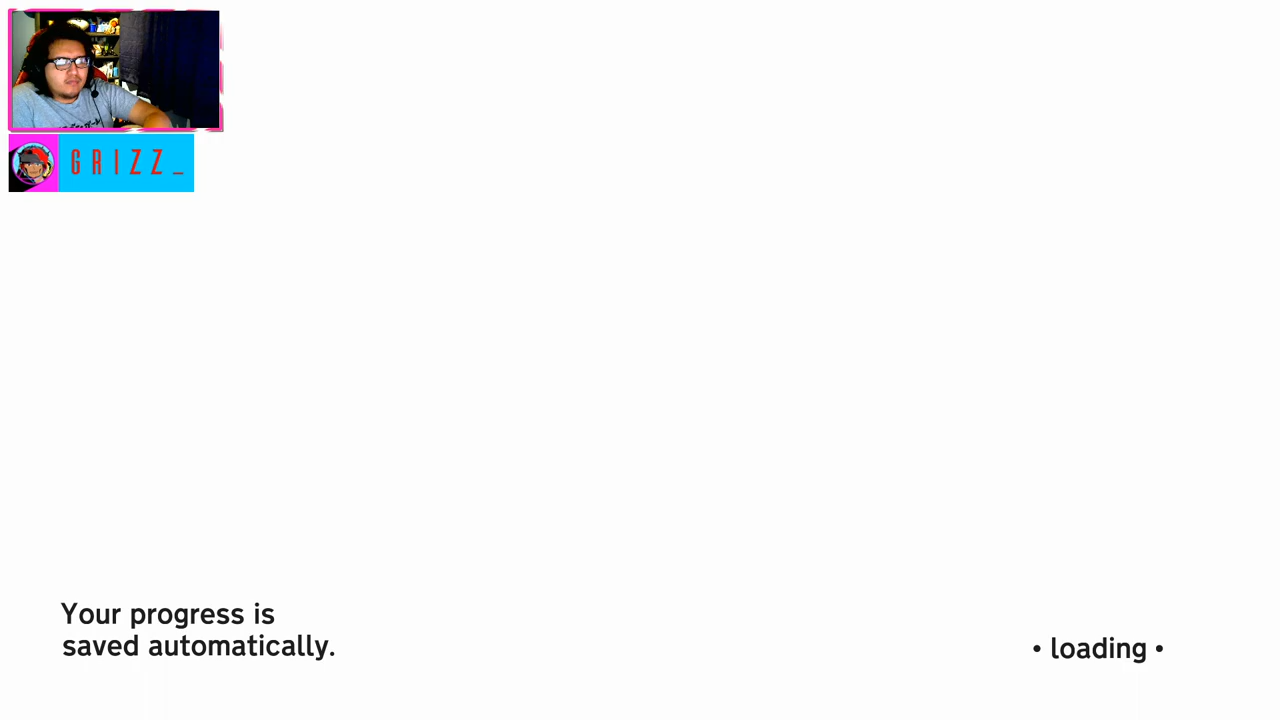 GRIZZ_
Your progress is
saved automatically.
• loading •